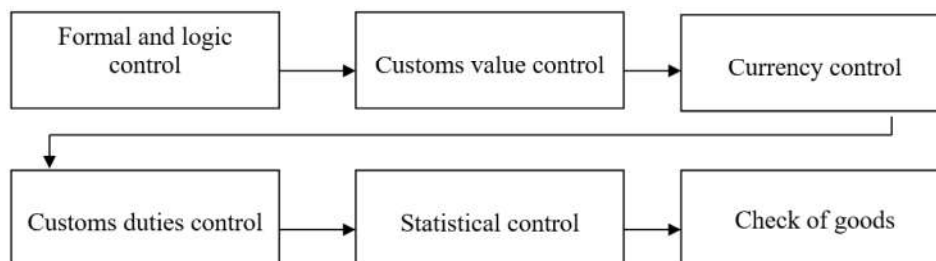 Formal and logic
control
Customs value control
Currency control
Customs duties control
Statistical control
Check of goods